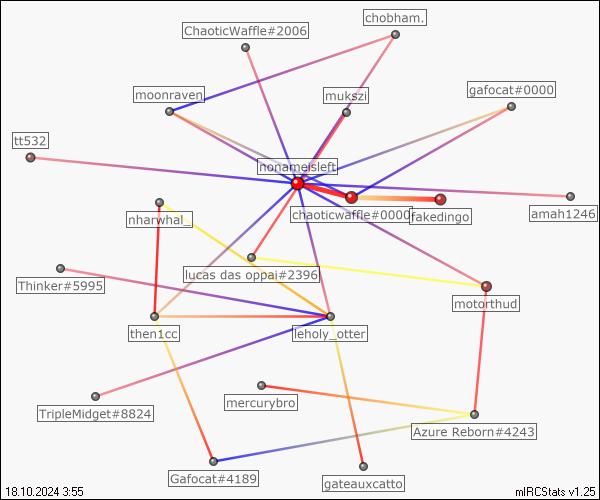 chobham.
ChaoticWaffle#2006
moonraven
mukszi
gafocat#0000
tt532
nonameisleft
nharwhal_
chaoticwaffle#0000
fakedingo
amah1246
lucas das oppai#2396
Thinker#5995
motorthud
then1cc
leholy_otter
mercurybro
TripleMidget#8824
Azure Reborn#4243
Gafocat#4189
gateauxcatto
18.10.2024 3:55
mIRCStats v1.25